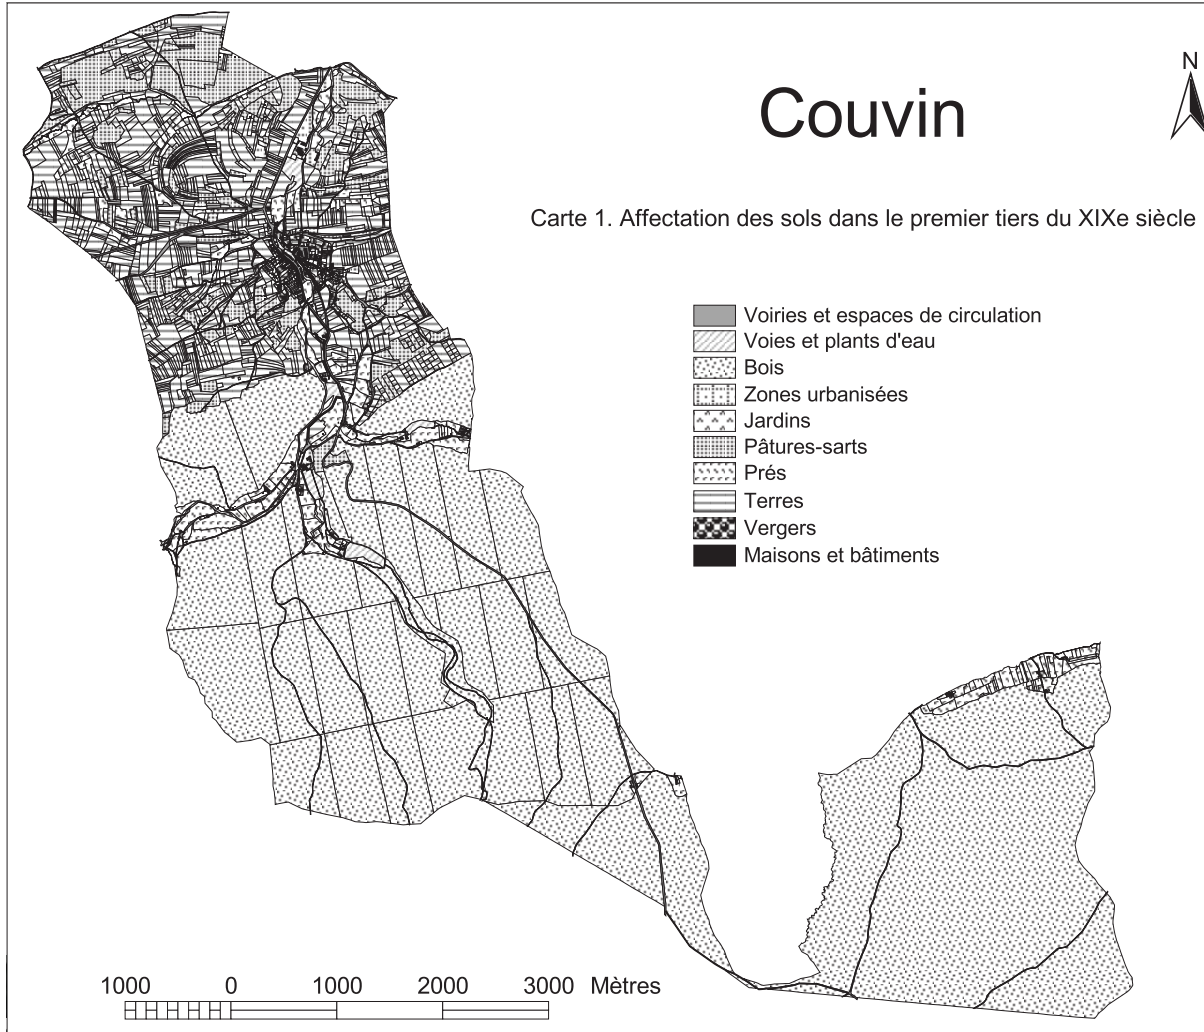 N
Couvin
Carte 1. Affectation des sols dans le premier tiers du XIXe siècle
Voiries et espaces de circulation
Voies et plants d'eau
Bois
Zones urbanisées
Jardins
Pâtures-sarts
Prés
Terres
Vergers
Maisons et bâtiments
1000 0 1000 2000 3000 Mètres